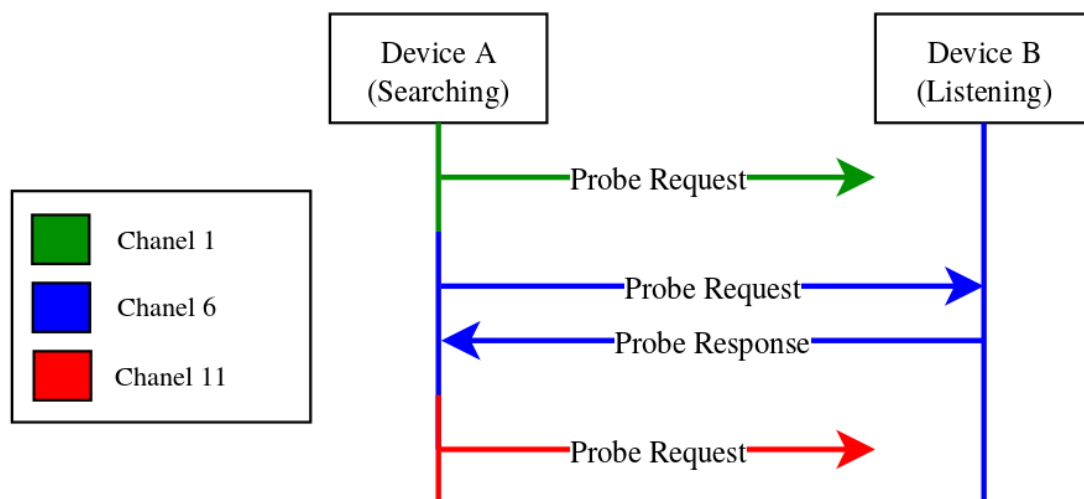 Device A
(Searching)
Device B
(Listening)
Probe Request
Chanel 1
Chanel 6
Chanel 11
Probe Request
Probe Response
Probe Request